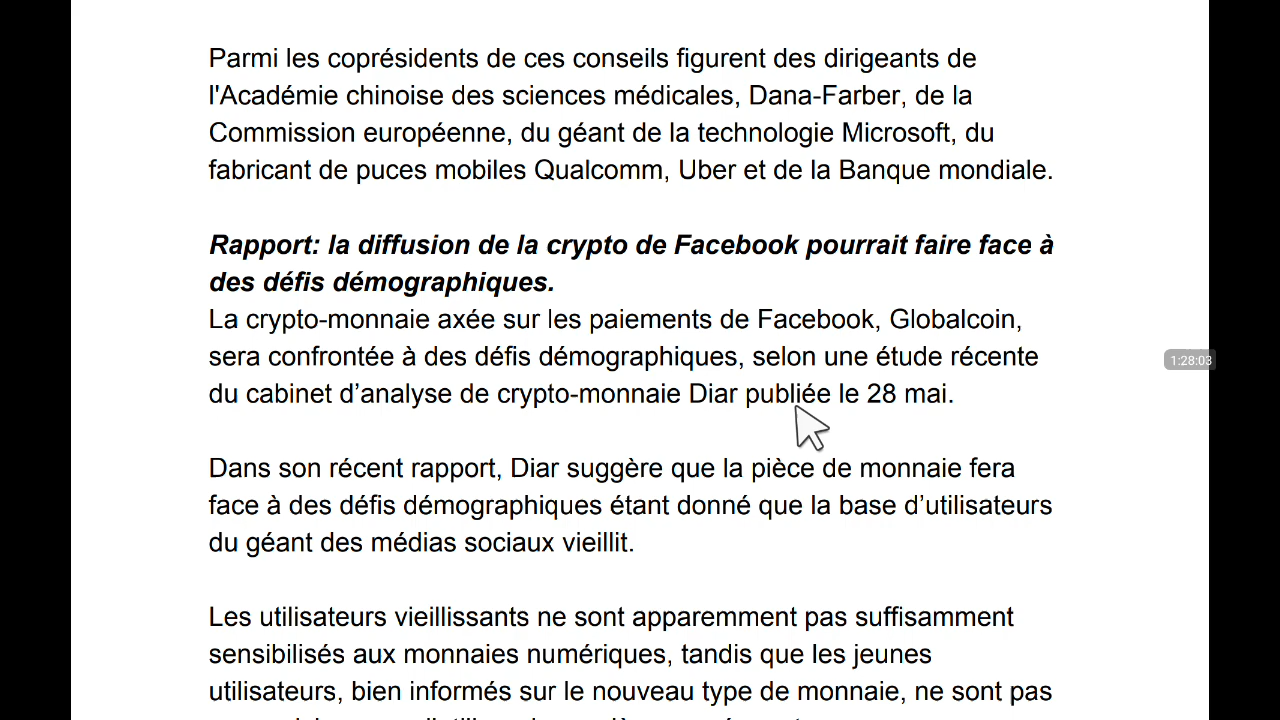 Parmi les coprésidents de ces conseils figurent des dirigeants de
l'Académie chinoise des sciences médicales, Dana-Farber, de la
Commission européenne, du géant de la technologie Microsoft, du
fabricant de puces mobiles Qualcomm, Uber et de la Banque mondiale.
Rapport: la diffusion de la crypto de Facebook pourrait faire face à
des défis démographiques.
La crypto-monnaie axée sur les paiements de Facebook, Globalcoin,
sera confrontée à des défis démographiques, selon une étude récente
du cabinet d’analyse de crypto-monnaie Diar publiée le 28 mai.
1:28:03
Dans son récent rapport, Diar suggère que la pièce de monnaie fera
face à des défis démographiques étant donné que la base d’utilisateurs
du géant des médias sociaux vieillit.
Les utilisateurs vieillissants ne sont apparemment pas suffisamment
sensibilisés aux monnaies numériques, tandis que les jeunes
utilisateurs, bien informés sur le nouveau type de monnaie, ne sont pas